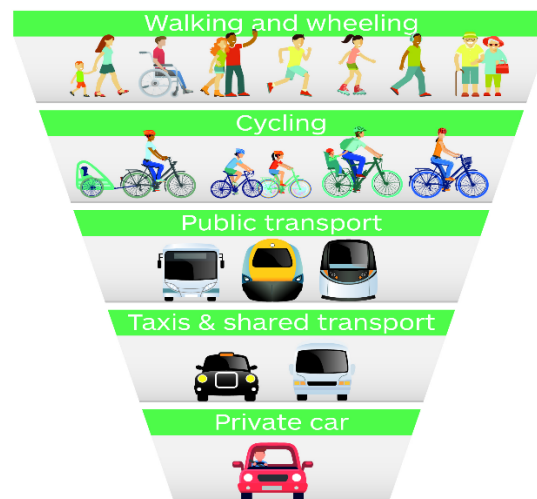 Walking and wheeling
Cycling
Public transport
Taxis & shared transport
Private car